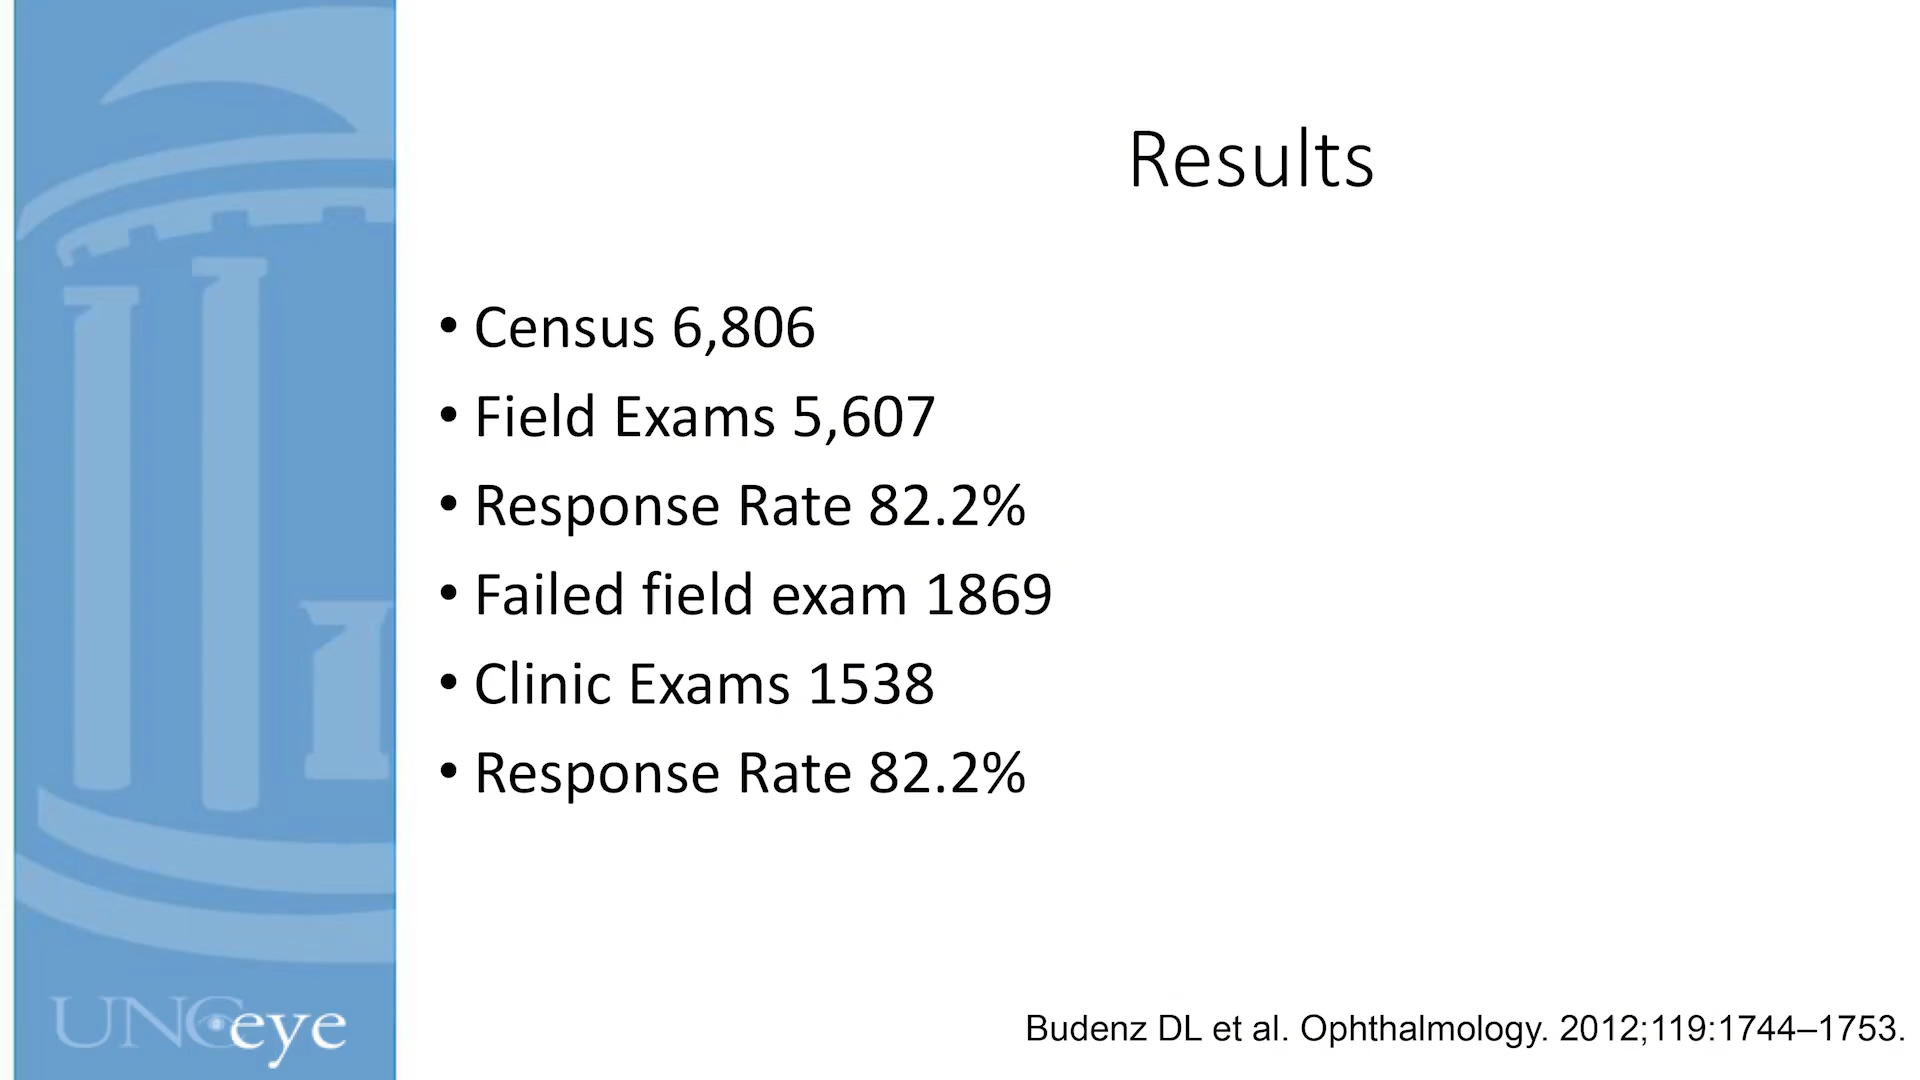 Results
• Census 6,806
• Field Exams 5,607
• Response Rate 82.2%
• Failed field exam 1869
• Clinic Exams 1538
• Response Rate 82.2%
UNCeye
Budenz DL et al. Ophthalmology. 2012;119:1744–1753.